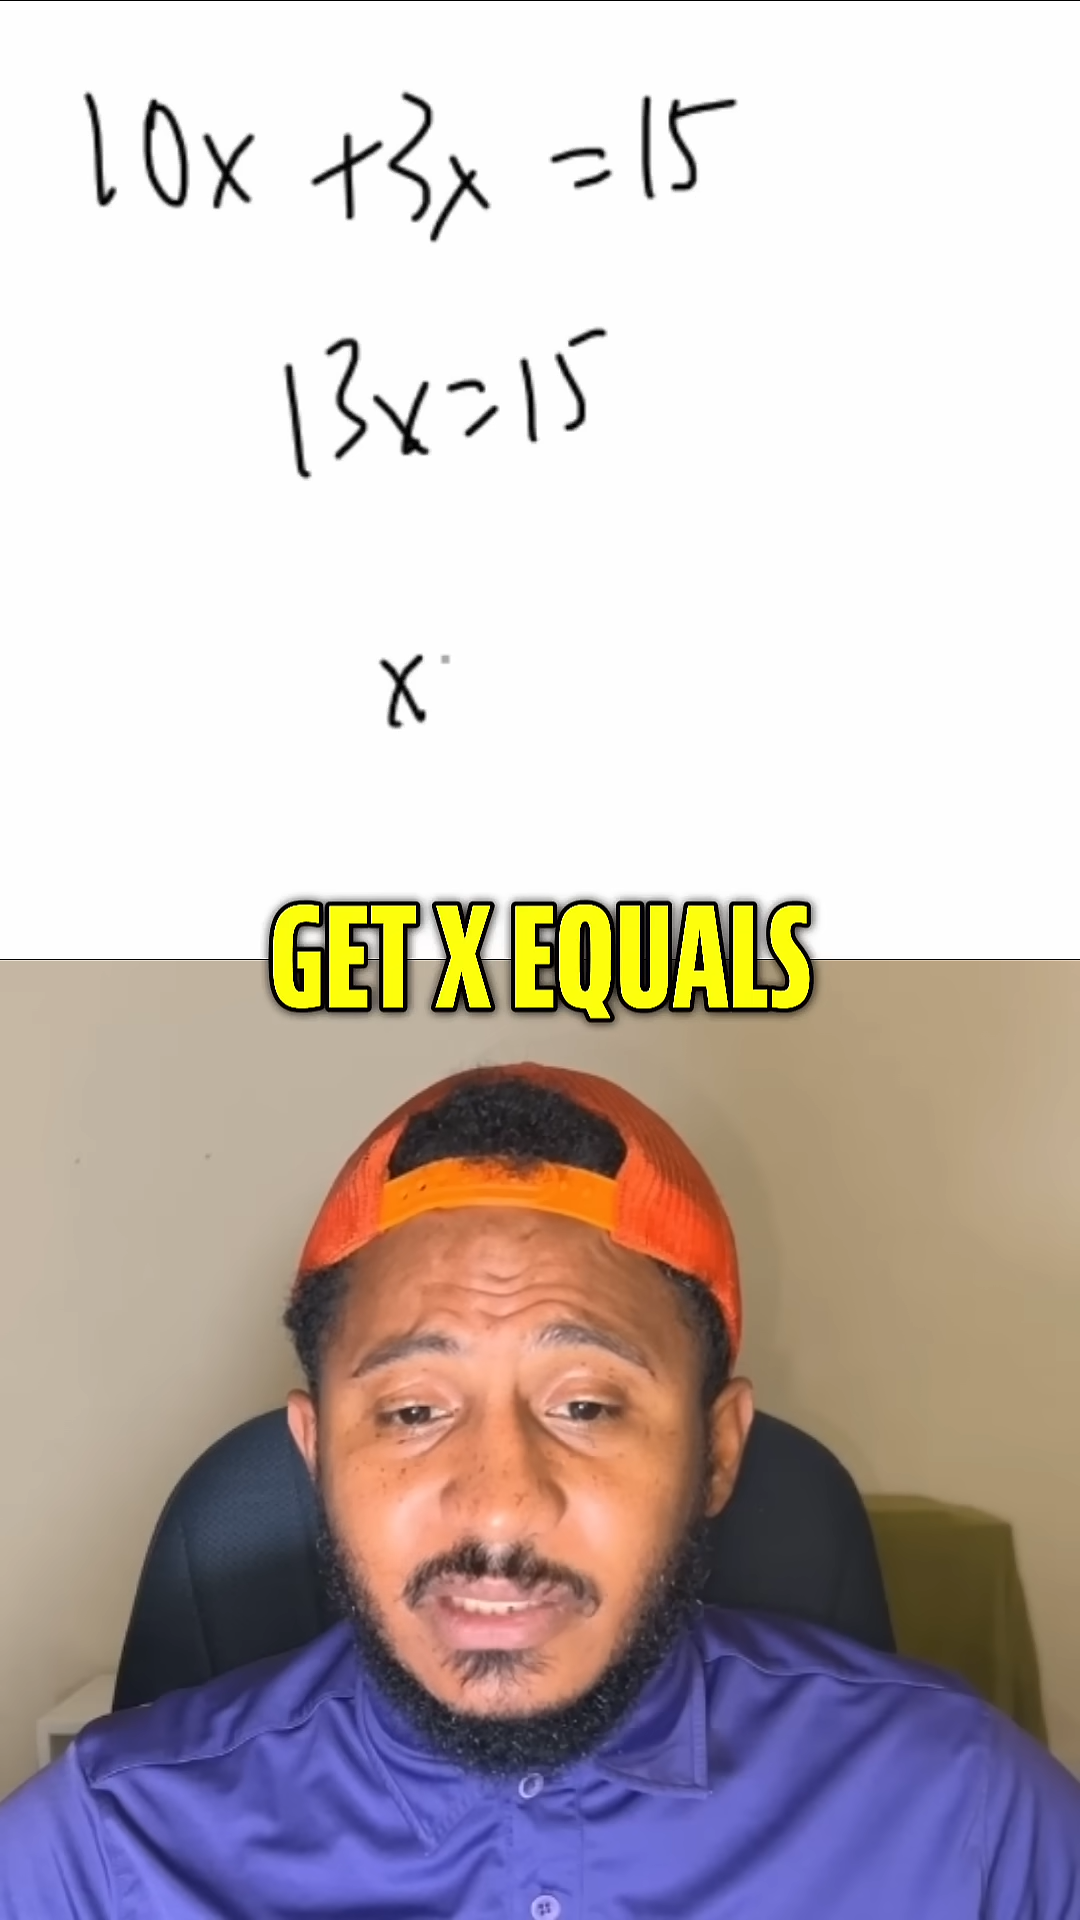 10x + 3x = 15
13x = 15
x
GET X EQUALS